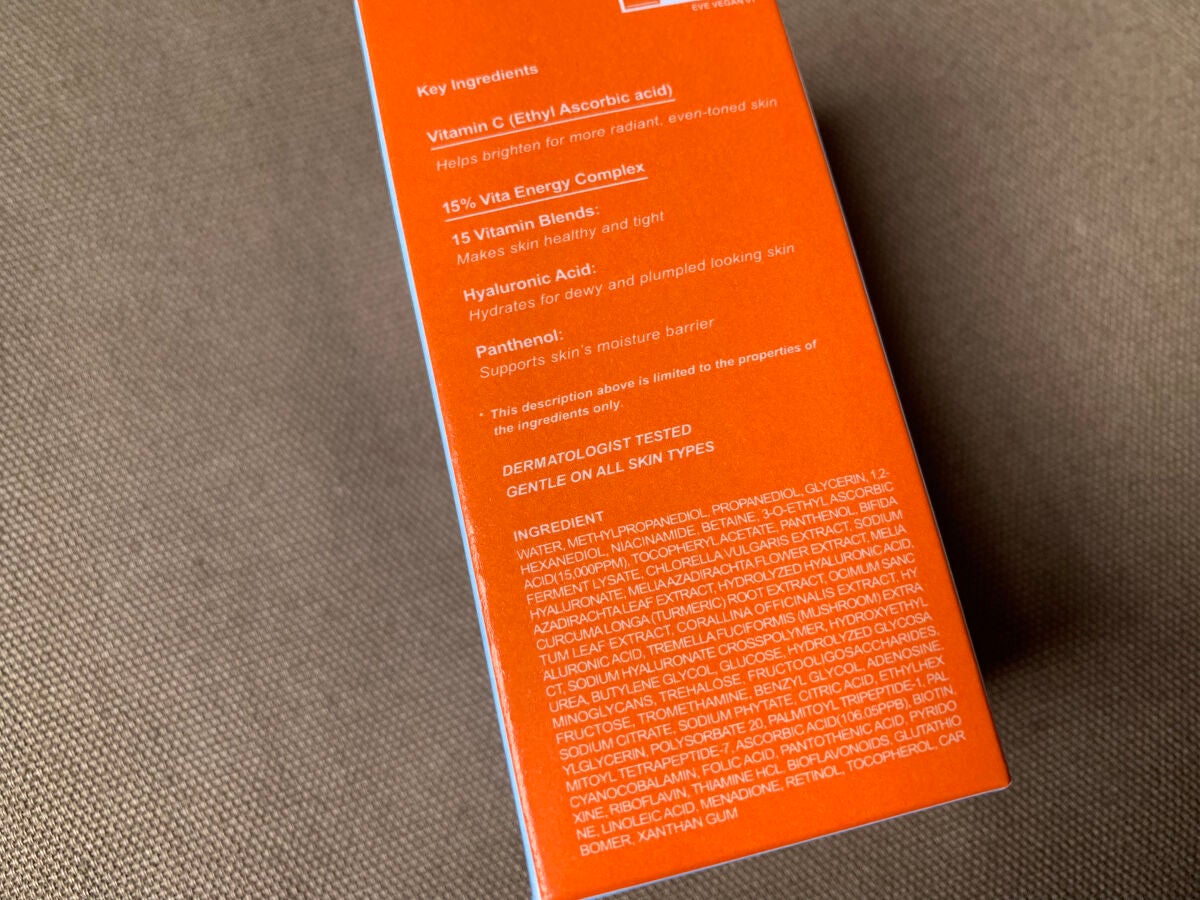 EVE VEGAN
Key Ingredients
Vitamin C (Ethyl Ascorbic acid)
Helps brighten for more radiant, even-toned skin
15% Vita Energy Complex
15 Vitamin Blends:
Makes skin healthy and tight
Hyaluronic Acid:
Hydrates for dewy and plumpled looking skin
Panthenol:
Supports skin's moisture barrier
• This description above is limited to the properties of
the ingredients only.
DERMATOLOGIST TESTED
GENTLE ON ALL SKIN TYPES
INGREDIENT
WATER, METHYLPROPANEDIOL, PROPANEDIOL, GLYCERIN, 1,2-
HEXANEDIOL, NIACINAMIDE, BETAINE, 3-O-ETHYL ASCORBIC
ACID(15,000PPM), TOCOPHERYL ACETATE, PANTHENOL, BIFIDA
FERMENT LYSATE, CHLORELLA VULGARIS EXTRACT, SODIUM
HYALURONATE, MELIA AZADIRACHTA FLOWER EXTRACT, MELIA
AZADIRACHTA LEAF EXTRACT, HYDROLYZED HYALURONIC ACID,
CURCUMA LONGA (TURMERIC) ROOT EXTRACT, OCIMUM SANC
TUM LEAF EXTRACT, CORALLINA OFFICINALIS EXTRACT, HY
ALURONIC ACID, TREMELLA FUCIFORMIS (MUSHROOM) EXTRA
CT, SODIUM HYALURONATE CROSSPOLYMER, HYDROXYETHYL
UREA, BUTYLENE GLYCOL, GLUCOSE, HYDROLYZED GLYCOSA
MINOGLYCANS, TREHALOSE, FRUCTOOLIGOSACCHARIDES,
FRUCTOSE, TROMETHAMINE, BENZYL GLYCOL, ADENOSINE,
SODIUM CITRATE, SODIUM PHYTATE, CITRIC ACID, ETHYLHEX
YLGLYCERIN, POLYSORBATE 20, PALMITOYL TRIPEPTIDE-1, PAL
MITOYL TETRAPEPTIDE-7, ASCORBIC ACID(106.05PPB), BIOTIN,
CYANOCOBALAMIN, FOLIC ACID, PANTOTHENIC ACID, PYRIDO
XINE, RIBOFLAVIN, THIAMINE HCL, BIOFLAVONOIDS, GLUTATHIO
NE, LINOLEIC ACID, MENADIONE, RETINOL, TOCOPHEROL, CAR
BOMER, XANTHAN GUM